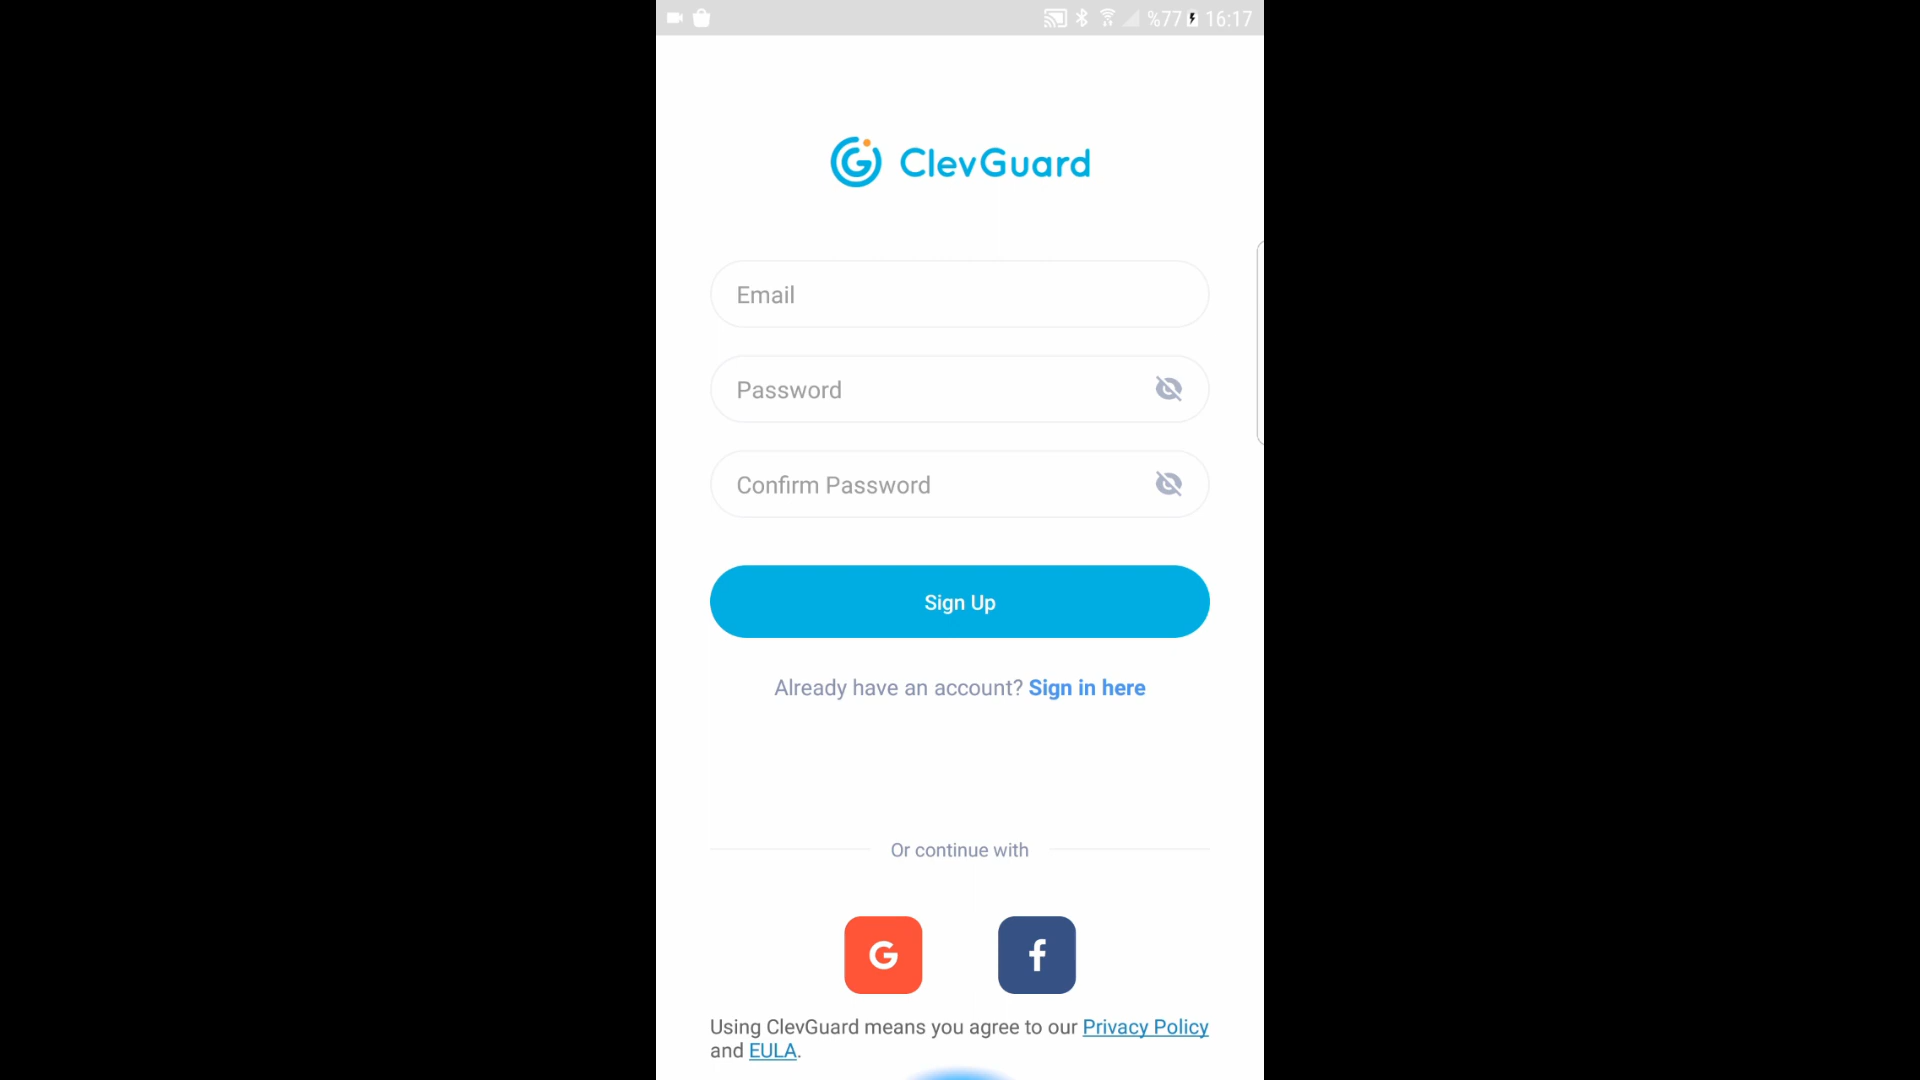 %77 16:17
ClevGuard
Email
Password
Confirm Password
Sign Up
Already have an account? Sign in here
Or continue with
G f
Using ClevGuard means you agree to our Privacy Policy
and EULA.